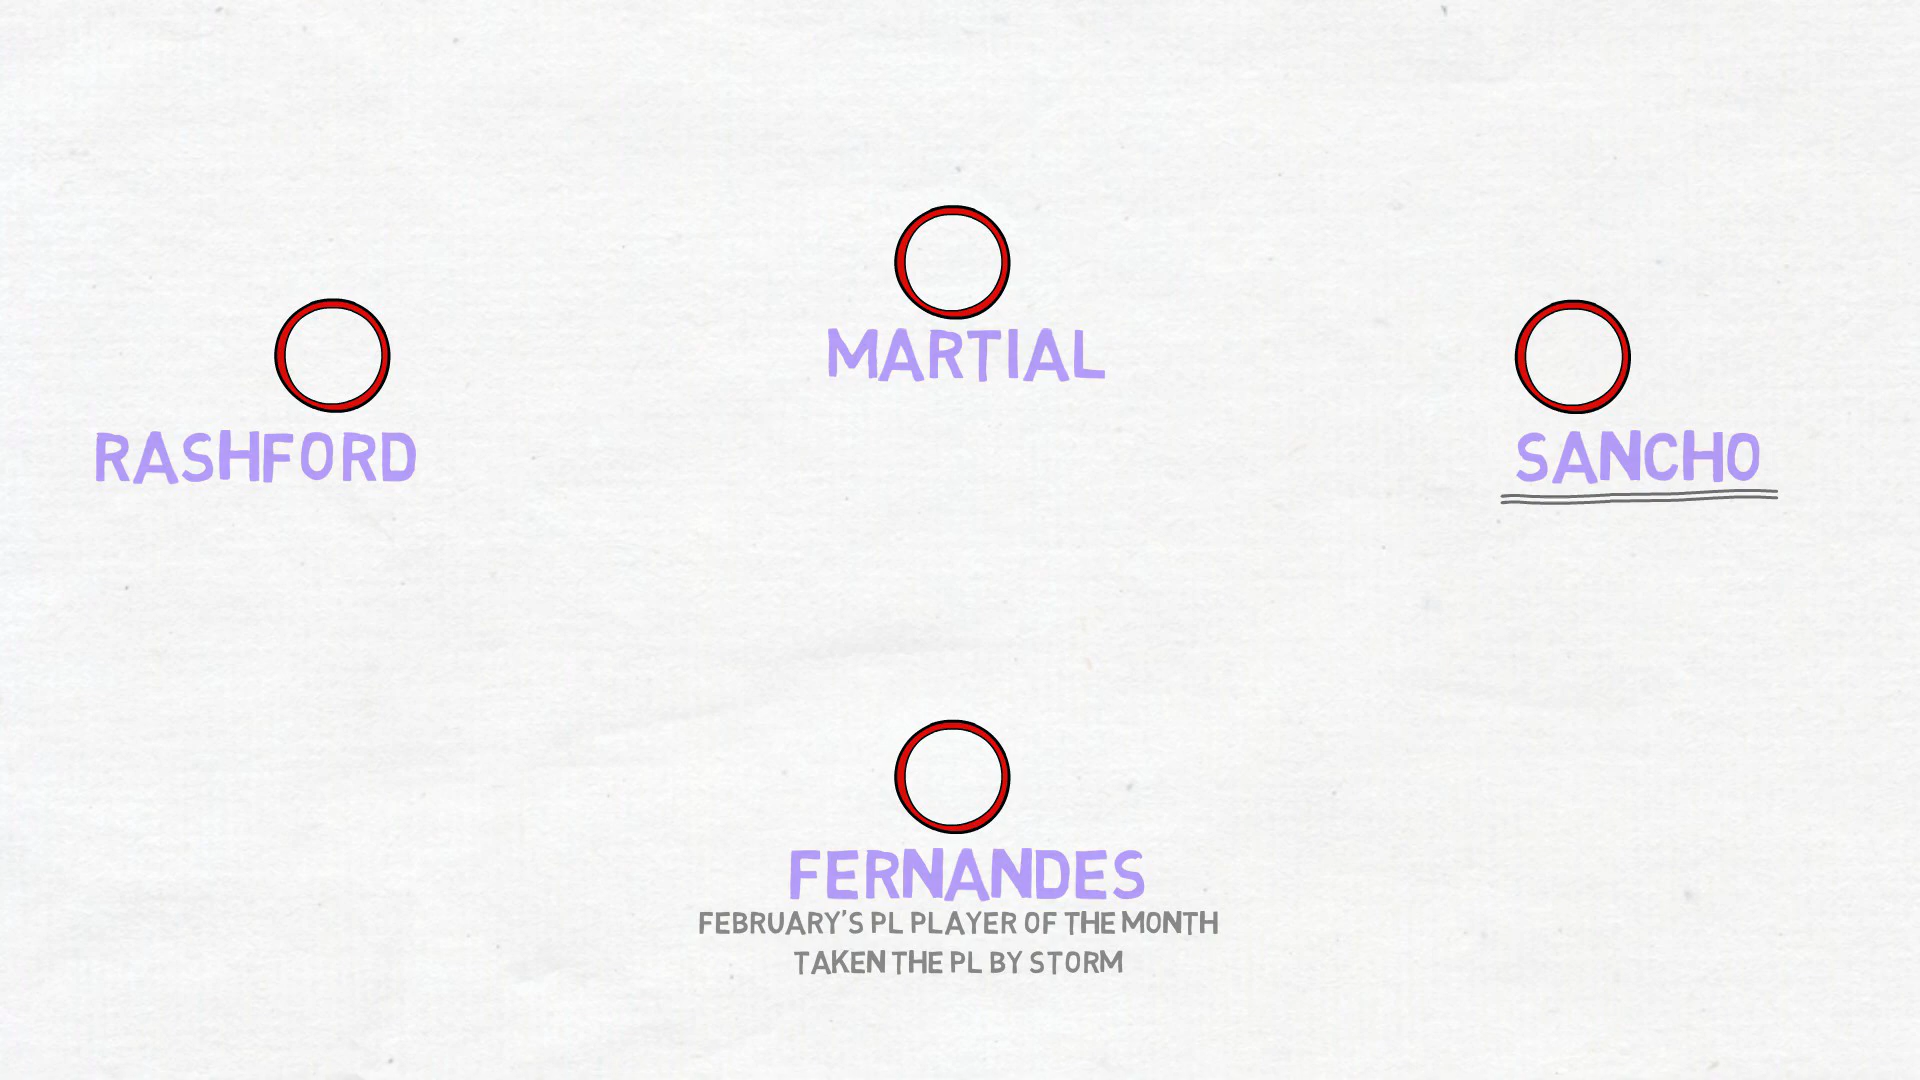 MARTIAL
RASHFORD
SANCHO
FERNANDES
FEBRUARY'S PL PLAYER OF THE MONTH
TAKEN THE PL BY STORM